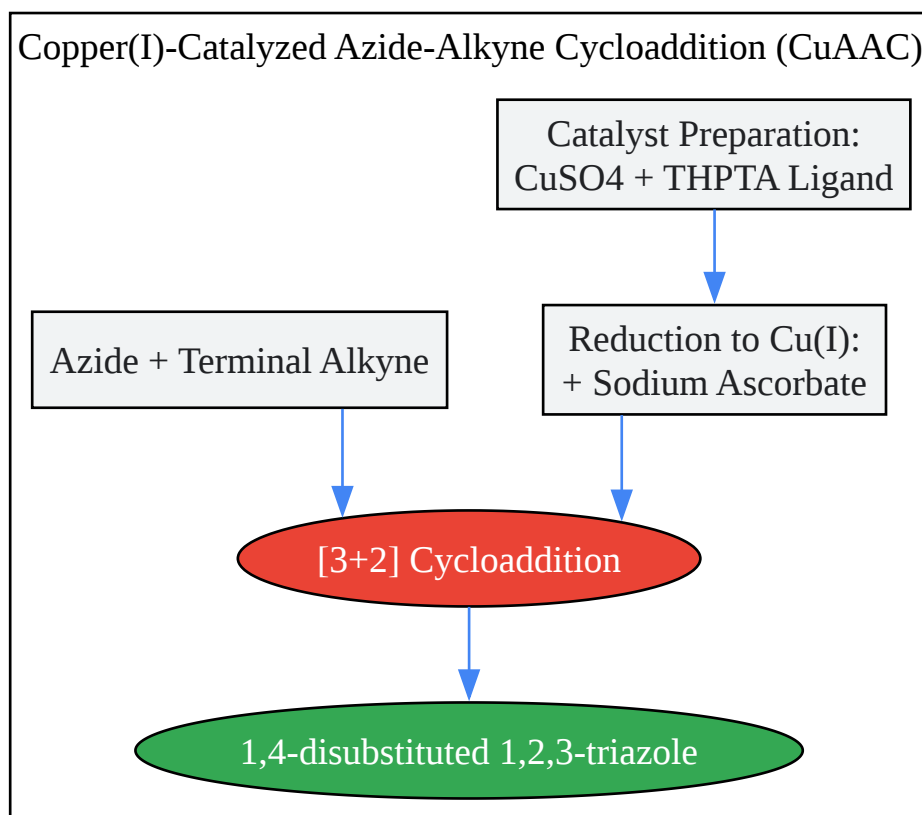 Copper(I)-Catalyzed Azide-Alkyne Cycloaddition (CuAAC)
Catalyst Preparation:
CuSO4 + THPTA Ligand
Azide + Terminal Alkyne
Reduction to Cu(I):
+ Sodium Ascorbate
[3+2] Cycloaddition
1,4-disubstituted 1,2,3-triazole